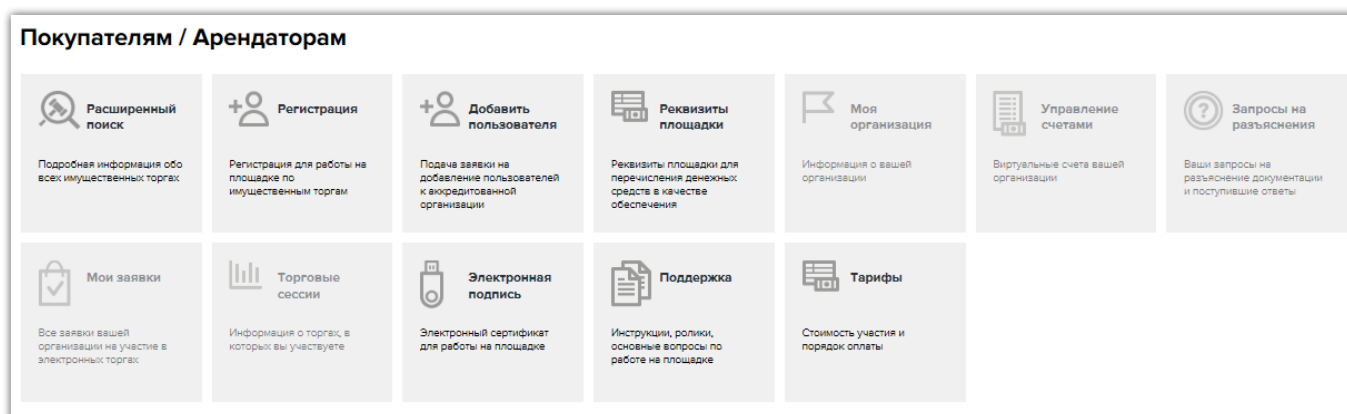 Покупателям / Арендаторам
Расширенный
поиск
Подробная информация обо
всех имущественных торгах
Регистрация
Регистрация для работы на
площадке по
имущественным торгам
Добавить
пользователя
Подача заявки на
добавление пользователей
к аккредитованной
организации
Реквизиты
площадки
Реквизиты площадки для
перечисления денежных
средств в качестве
обеспечения
Моя
организация
Информация о вашей
организации
Управление
счетами
Виртуальные счета вашей
организации
Запросы на
разъяснения
Ваши запросы на
разъяснение документации
и поступившие ответы
Мои заявки
Все заявки вашей
организации на участие в
электронных торгах
Торговые
сессии
Информация о торгах, в
которых вы участвуете
Электронная
подпись
Электронный сертификат
для работы на площадке
Поддержка
Инструкции, ролики,
основные вопросы по
работе на площадке
Тарифы
Стоимость участия и
порядок оплаты